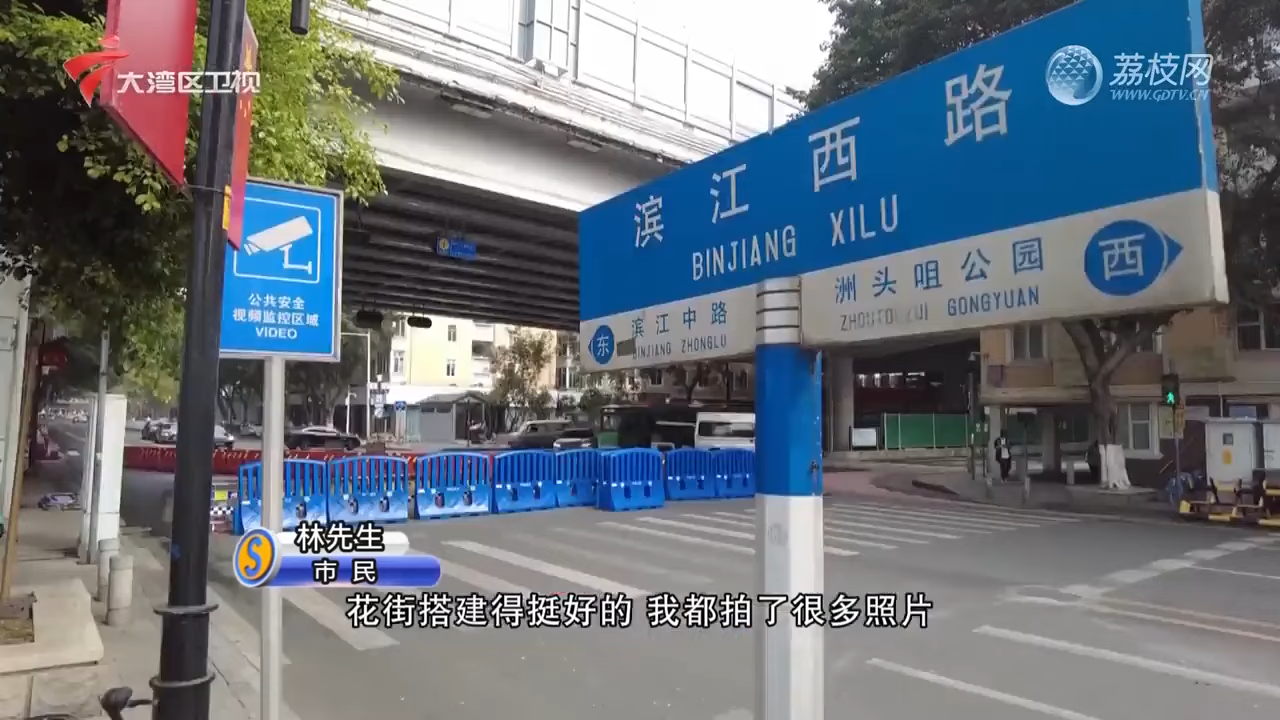 大湾区卫视
荔枝网
WWW.GDTV.CN
滨江西路
BINJIANG XILU
东
滨江中路
BINJIANG ZHONGLU
洲头咀公园
GONGYUAN
西
公共安全
视频监控区域
VIDEO
林先生
市民
花街搭建得挺好的 我都拍了很多照片